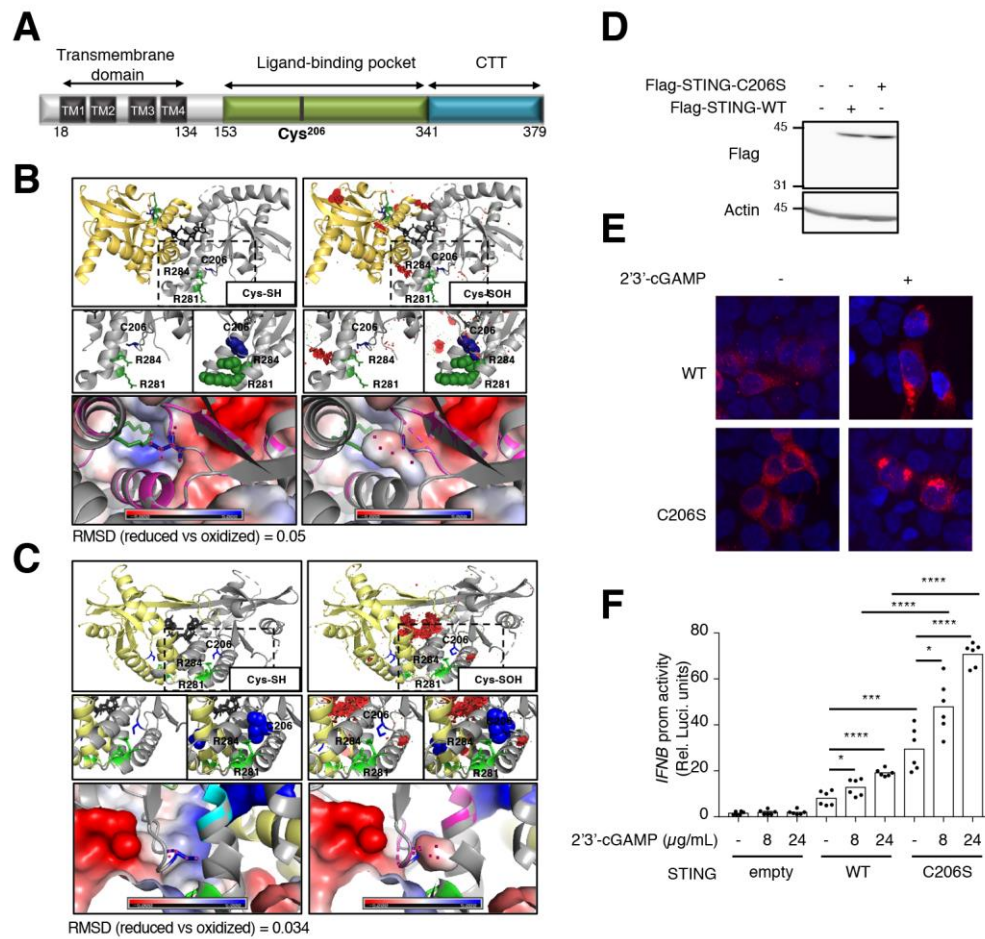 A
Transmembrane
domain
Ligand-binding pocket
CTT
TM1 TM2 TM3 TM4
18 134 153 Cys206 341 379
B
C206
R284
R281
Cys-SH
C206
R284
R281
Cys-SOH
C206
R284
R281
C206
R284
R281
C206
R284
R281
C206
R284
R281
RMSD (reduced vs oxidized) = 0.05
C
C206
R284
R281
Cys-SH
C206
R284
R281
Cys-SOH
C206
R284
R281
C206
R284
R281
RMSD (reduced vs oxidized) = 0.034
D
Flag-STING-C206S - - +
Flag-STING-WT - + -
45
Flag
31
45
Actin
E
2'3'-cGAMP - +
WT
C206S
F
IFNB prom activity
(Rel. Luci. units)
80
60
40
20
0
* **** *** * **** **** ****
2'3'-cGAMP (µg/mL) - 8 24 - 8 24 - 8 24
STING empty WT C206S